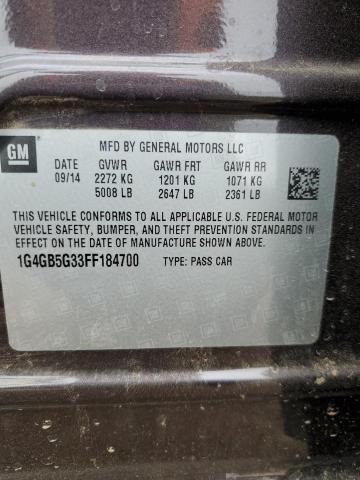 GM
MFD BY GENERAL MOTORS LLC
DATE GVWR GAWR FRT GAWR RR
09/14 2272 KG 1201 KG 1071 KG
5008 LB 2647 LB 2361 LB
THIS VEHICLE CONFORMS TO ALL APPLICABLE U.S. FEDERAL MOTOR
VEHICLE SAFETY, BUMPER, AND THEFT PREVENTION STANDARDS IN
EFFECT ON THE DATE OF MANUFACTURE SHOWN ABOVE.
1G4GB5G33FF184700 TYPE: PASS CAR